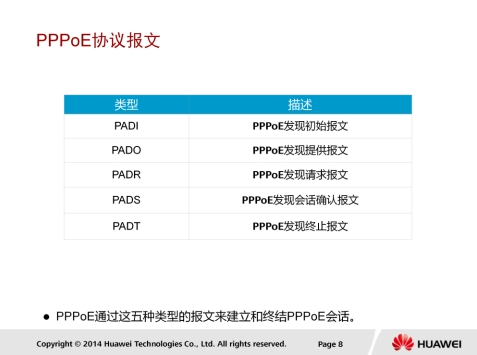 PPPoE协议报文
类型 描述
PADI PPPoE发现初始报文
PADO PPPoE发现提供报文
PADR PPPoE发现请求报文
PADS PPPoE发现会话确认报文
PADT PPPoE发现终止报文
● PPPoE通过这五种类型的报文来建立和终结PPPoE会话。
Copyright © 2014 Huawei Technologies Co., Ltd. All rights reserved. Page 8 HUAWEI